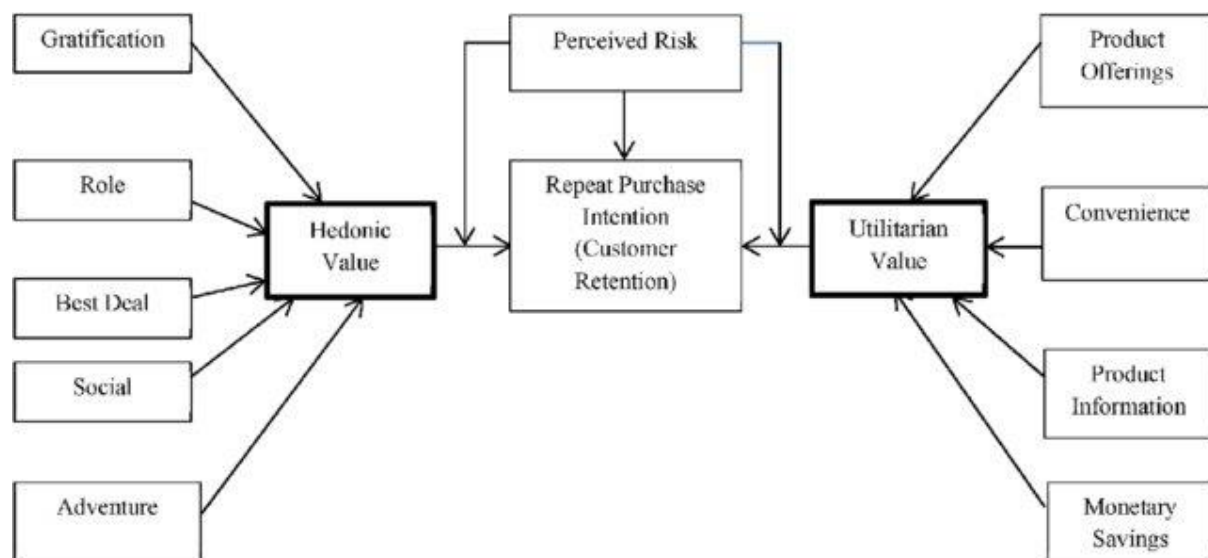 Gratification
Perceived Risk
Product
Offerings
Role
Repeat Purchase
Intention
(Customer
Retention)
Convenience
Hedonic
Value
Utilitarian
Value
Best Deal
Social
Product
Information
Adventure
Monetary
Savings